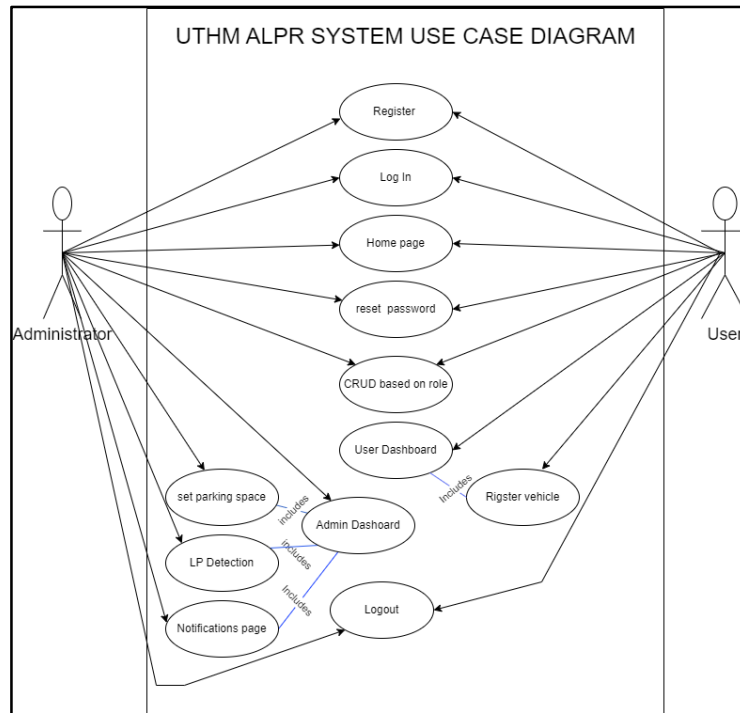 UTHM ALPR SYSTEM USE CASE DIAGRAM
Register
Log In
Home page
reset password
Administrator
User
CRUD based on role
User Dashboard
Includes
Rigster vehicle
set parking space
includes
Admin Dashoard
includes
LP Detection
Includes
Notifications page
Logout